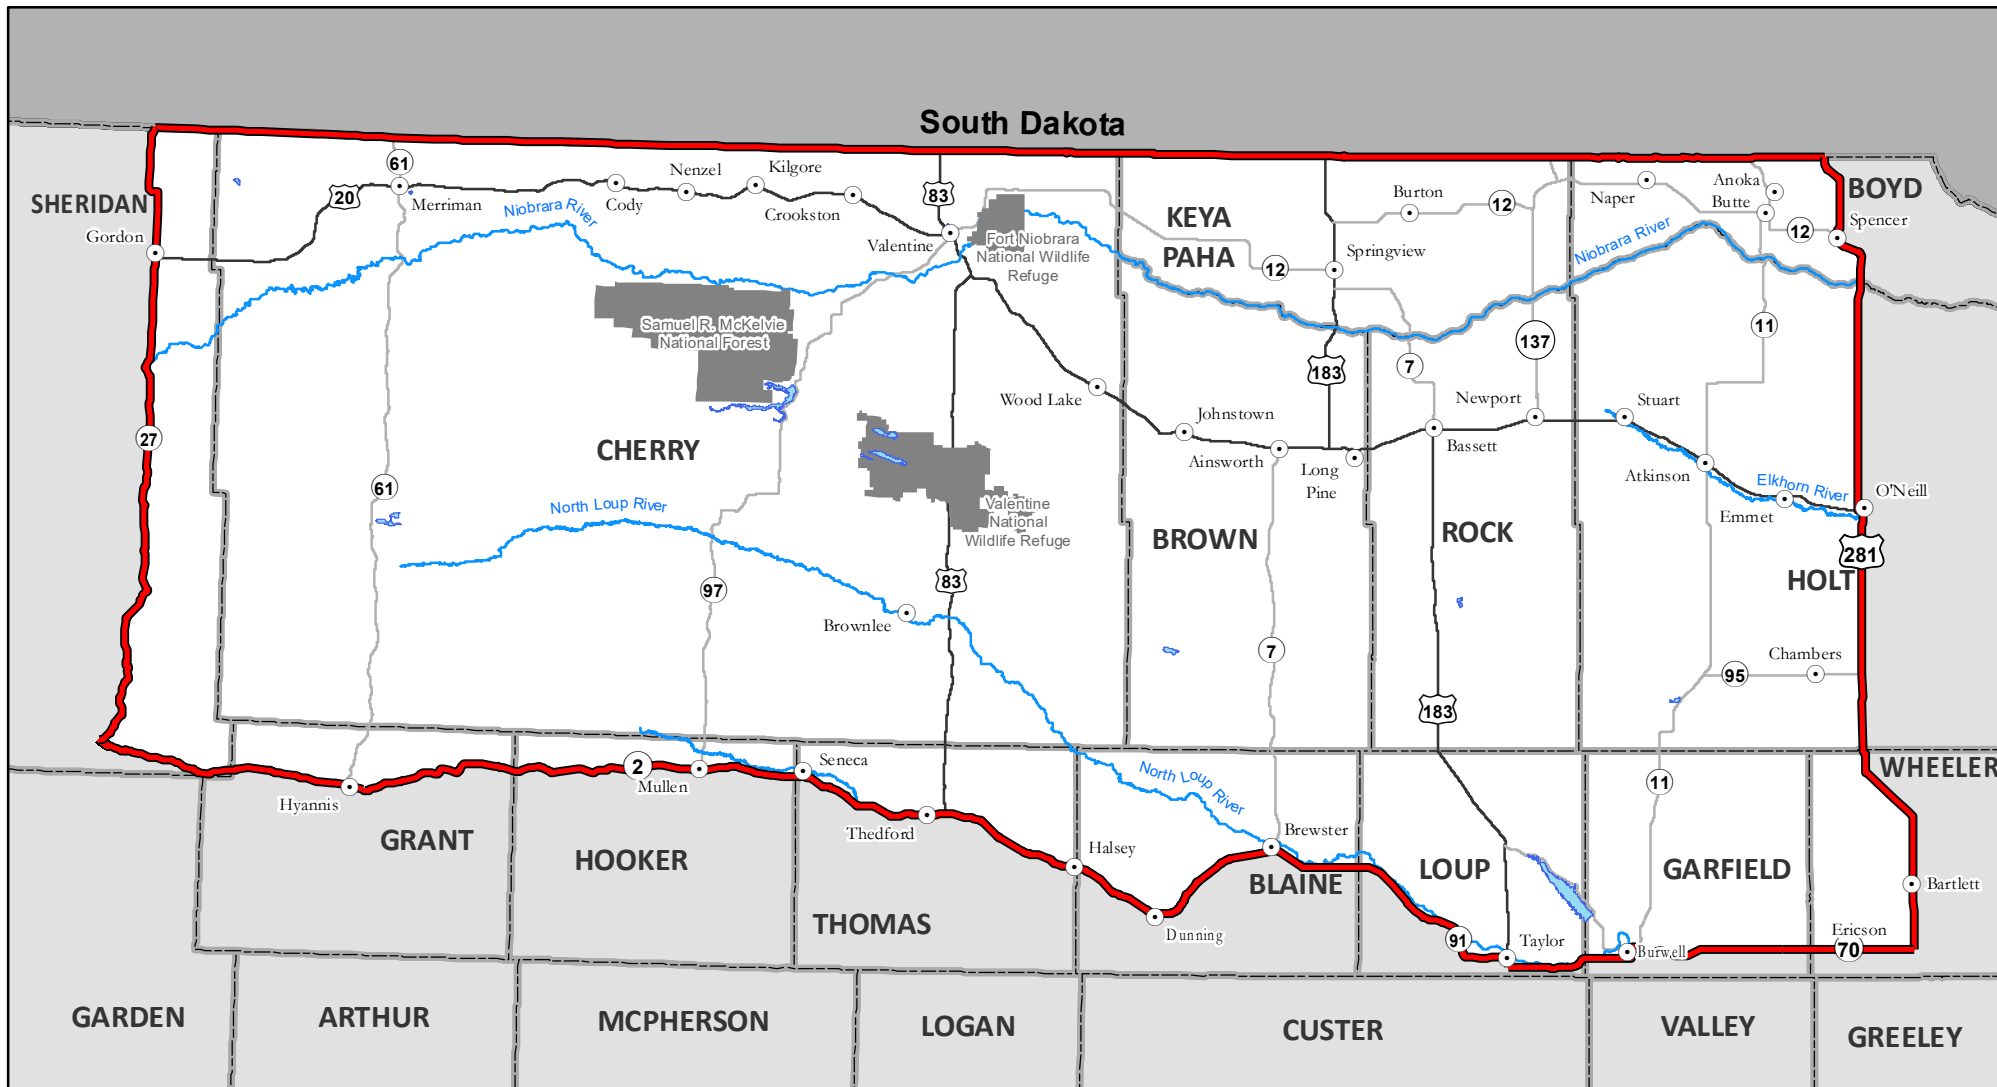 South Dakota
61
Nenzel
Kilgore
SHERIDAN
20
Merriman
Cody
Crookston
83
Niobrara River
Gordon
Valentine
Fort Niobrara
National Wildlife
Refuge
KEYA
PAHA
Burton
12
Naper
Anoka
Butte
BOYD
Spencer
12
Springview
12
Niobrara River
Samuel R. McKelvie
National Forest
11
137
7
183
27
Wood Lake
Johnstown
Newport
Stuart
CHERRY
Ainsworth
Long
Pine
Bassett
Atkinson
Elkhorn River
O'Neill
Emmet
61
North Loup River
Valentine
National
Wildlife Refuge
BROWN
ROCK
281
HOLT
97
83
Brownlee
7
Chambers
95
183
2
Mullen
Seneca
North Loup River
11
WHEELER
Hyannis
GRANT
HOOKER
Thedford
Halsey
Brewster
BLAINE
LOUP
GARFIELD
Bartlett
THOMAS
Dunning
91
Taylor
Burwell
Ericson
70
GARDEN
ARTHUR
MCPHERSON
LOGAN
CUSTER
VALLEY
GREELEY